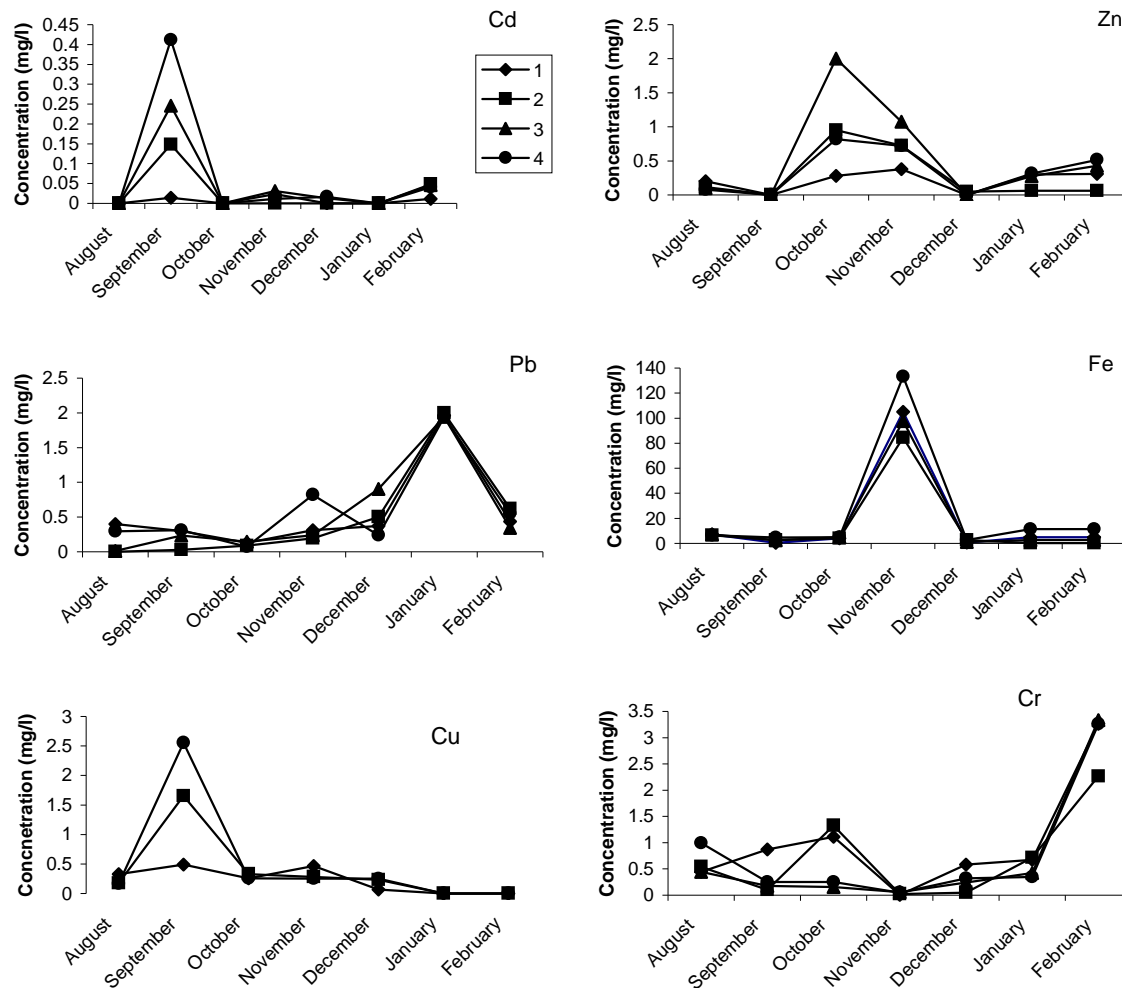 Cd
Concentration (mg/l)
0.45
0.4
0.35
0.3
0.25
0.2
0.15
0.1
0.05
0
August
September
October
November
December
January
February
1
2
3
4
Zn
Concentration (mg/l)
2.5
2
1.5
1
0.5
0
August
September
October
November
December
January
February
Pb
Concentration (mg/l)
2.5
2
1.5
1
0.5
0
August
September
October
November
December
January
February
Fe
Concentration (mg/l)
140
120
100
80
60
40
20
0
August
September
October
November
December
January
February
Cu
Concnetration (mg/l)
3
2.5
2
1.5
1
0.5
0
August
September
October
November
December
January
February
Cr
Concentration (mg/l)
3.5
3
2.5
2
1.5
1
0.5
0
August
September
October
November
December
January
February